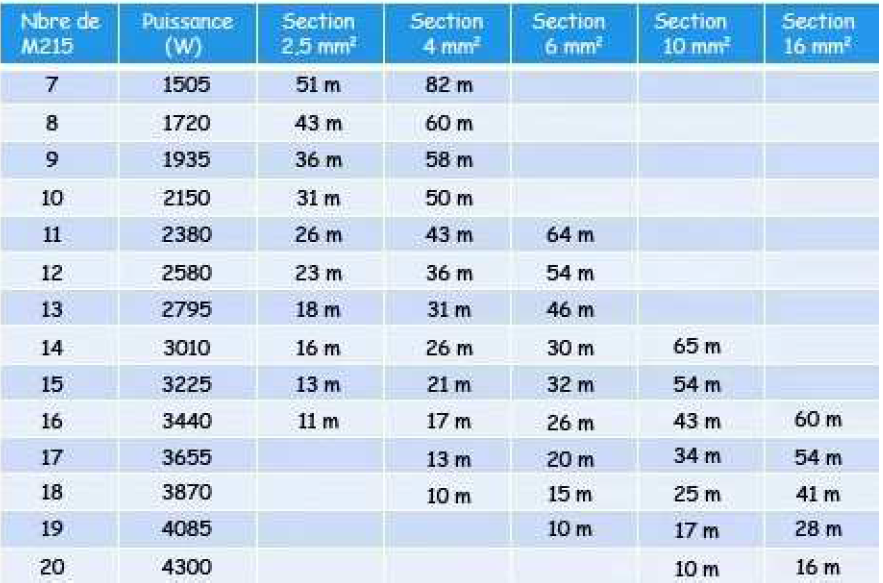 Nbre de M215 Puissance (W) Section 2,5 mm² Section 4 mm² Section 6 mm² Section 10 mm² Section 16 mm²
7 1505 51 m 82 m
8 1720 43 m 60 m
9 1935 36 m 58 m
10 2150 31 m 50 m
11 2380 26 m 43 m 64 m
12 2580 23 m 36 m 54 m
13 2795 18 m 31 m 46 m
14 3010 16 m 26 m 30 m 65 m
15 3225 13 m 21 m 32 m 54 m
16 3440 11 m 17 m 26 m 43 m 60 m
17 3655 13 m 20 m 34 m 54 m
18 3870 10 m 15 m 25 m 41 m
19 4085 10 m 17 m 28 m
20 4300 10 m 16 m